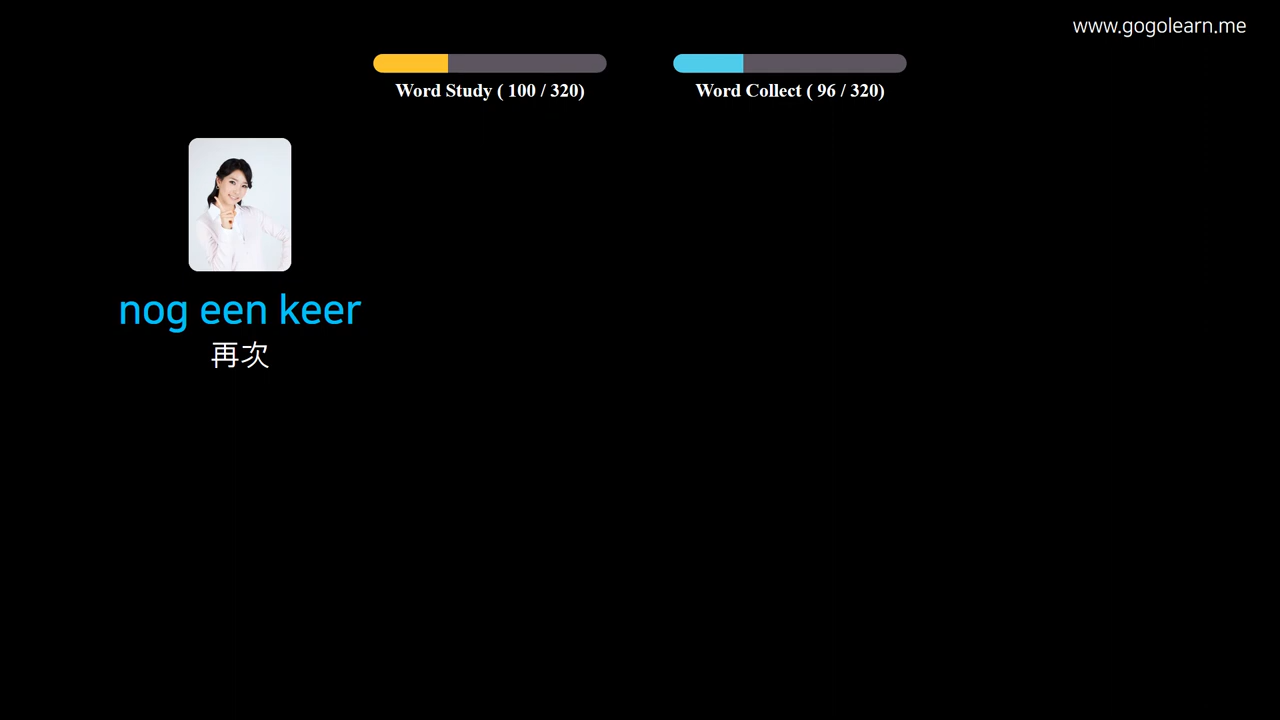 www.gogolearn.me
Word Study ( 100 / 320)
Word Collect ( 96 / 320)
nog een keer
再次